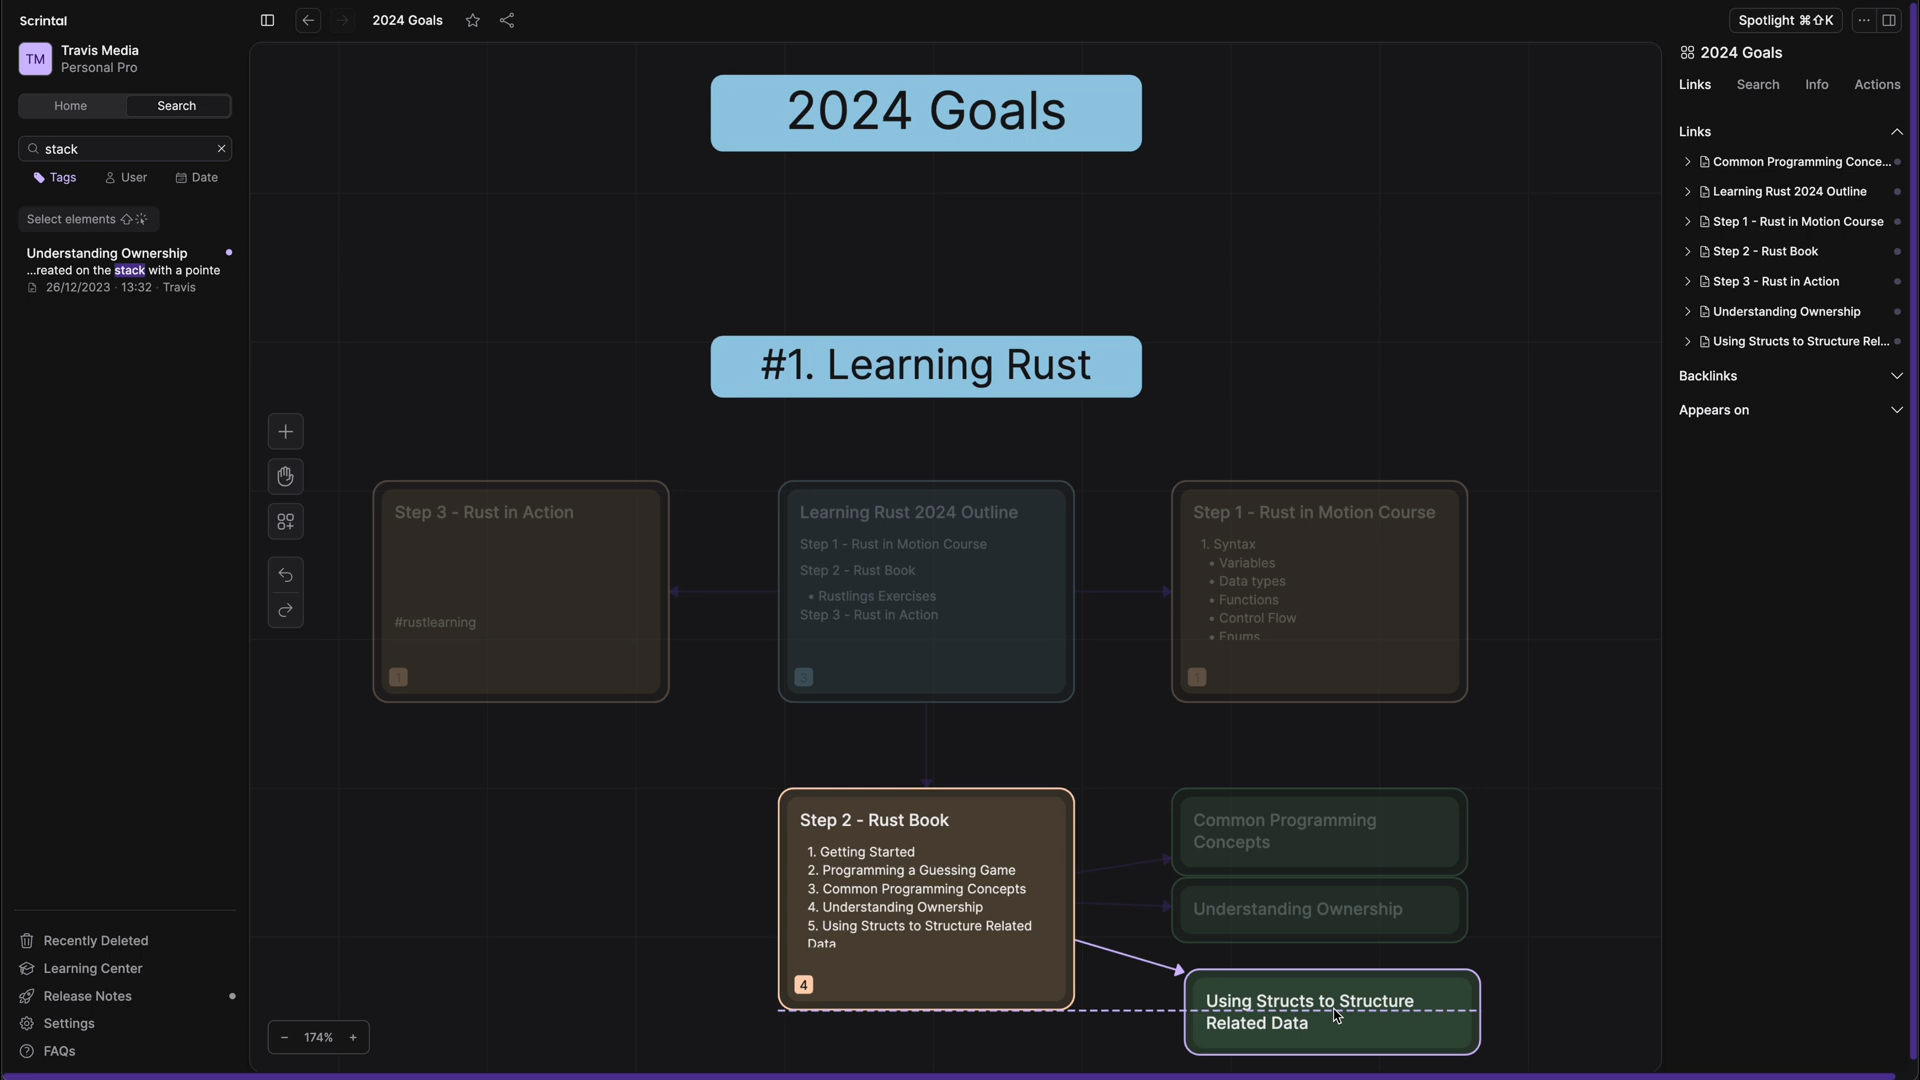 Scrintal
TM
Travis Media
Personal Pro
Home
Search
stack
Tags
User
Date
Select elements
Understanding Ownership
...reated on the stack with a pointe
26/12/2023 · 13:32 · Travis
Recently Deleted
Learning Center
Release Notes
Settings
FAQs
2024 Goals
2024 Goals
#1. Learning Rust
Step 3 - Rust in Action
#rustlearning
1
Learning Rust 2024 Outline
Step 1 - Rust in Motion Course
Step 2 - Rust Book
• Rustlings Exercises
Step 3 - Rust in Action
3
Step 1 - Rust in Motion Course
1. Syntax
• Variables
• Data types
• Functions
• Control Flow
• Enums
1
Step 2 - Rust Book
1. Getting Started
2. Programming a Guessing Game
3. Common Programming Concepts
4. Understanding Ownership
5. Using Structs to Structure Related
Data
4
Common Programming
Concepts
Understanding Ownership
Using Structs to Structure
Related Data
− 174% +
Spotlight ⌘⇧K
2024 Goals
Links
Search
Info
Actions
Links
Common Programming Conce...
Learning Rust 2024 Outline
Step 1 - Rust in Motion Course
Step 2 - Rust Book
Step 3 - Rust in Action
Understanding Ownership
Using Structs to Structure Rel...
Backlinks
Appears on